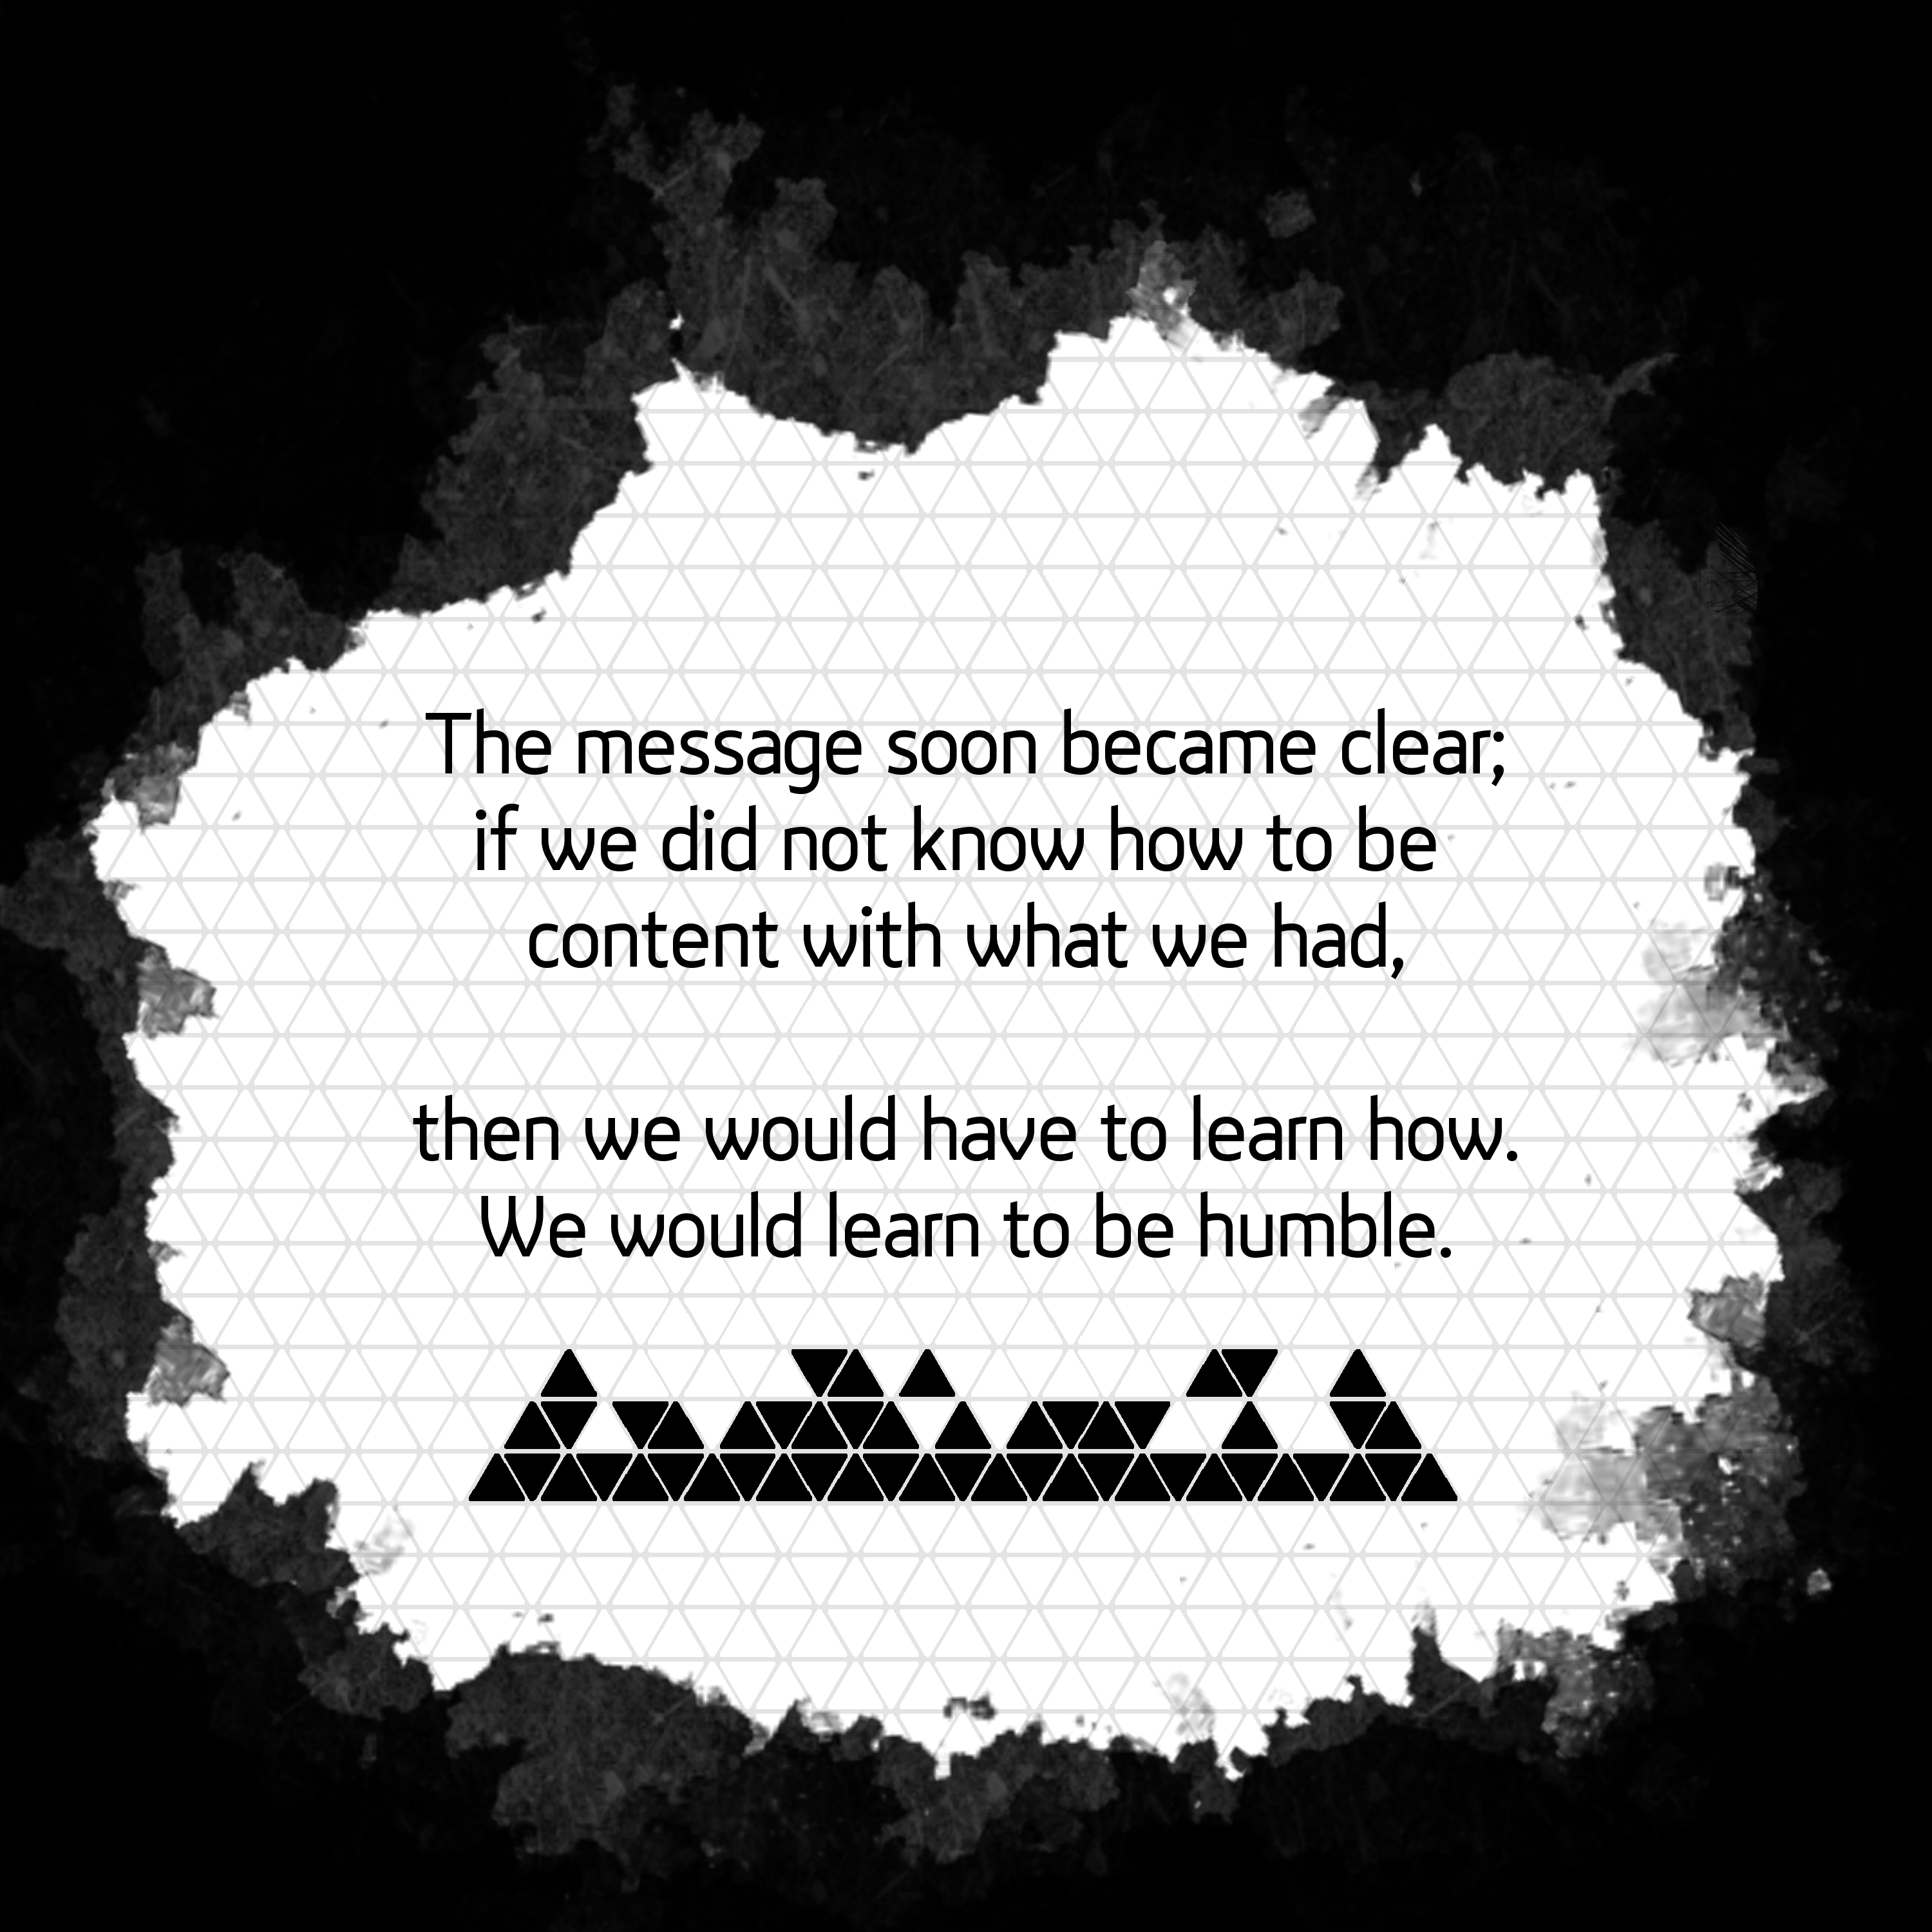 The message soon became clear;
if we did not know how to be
content with what we had,
then we would have to learn how.
We would learn to be humble.